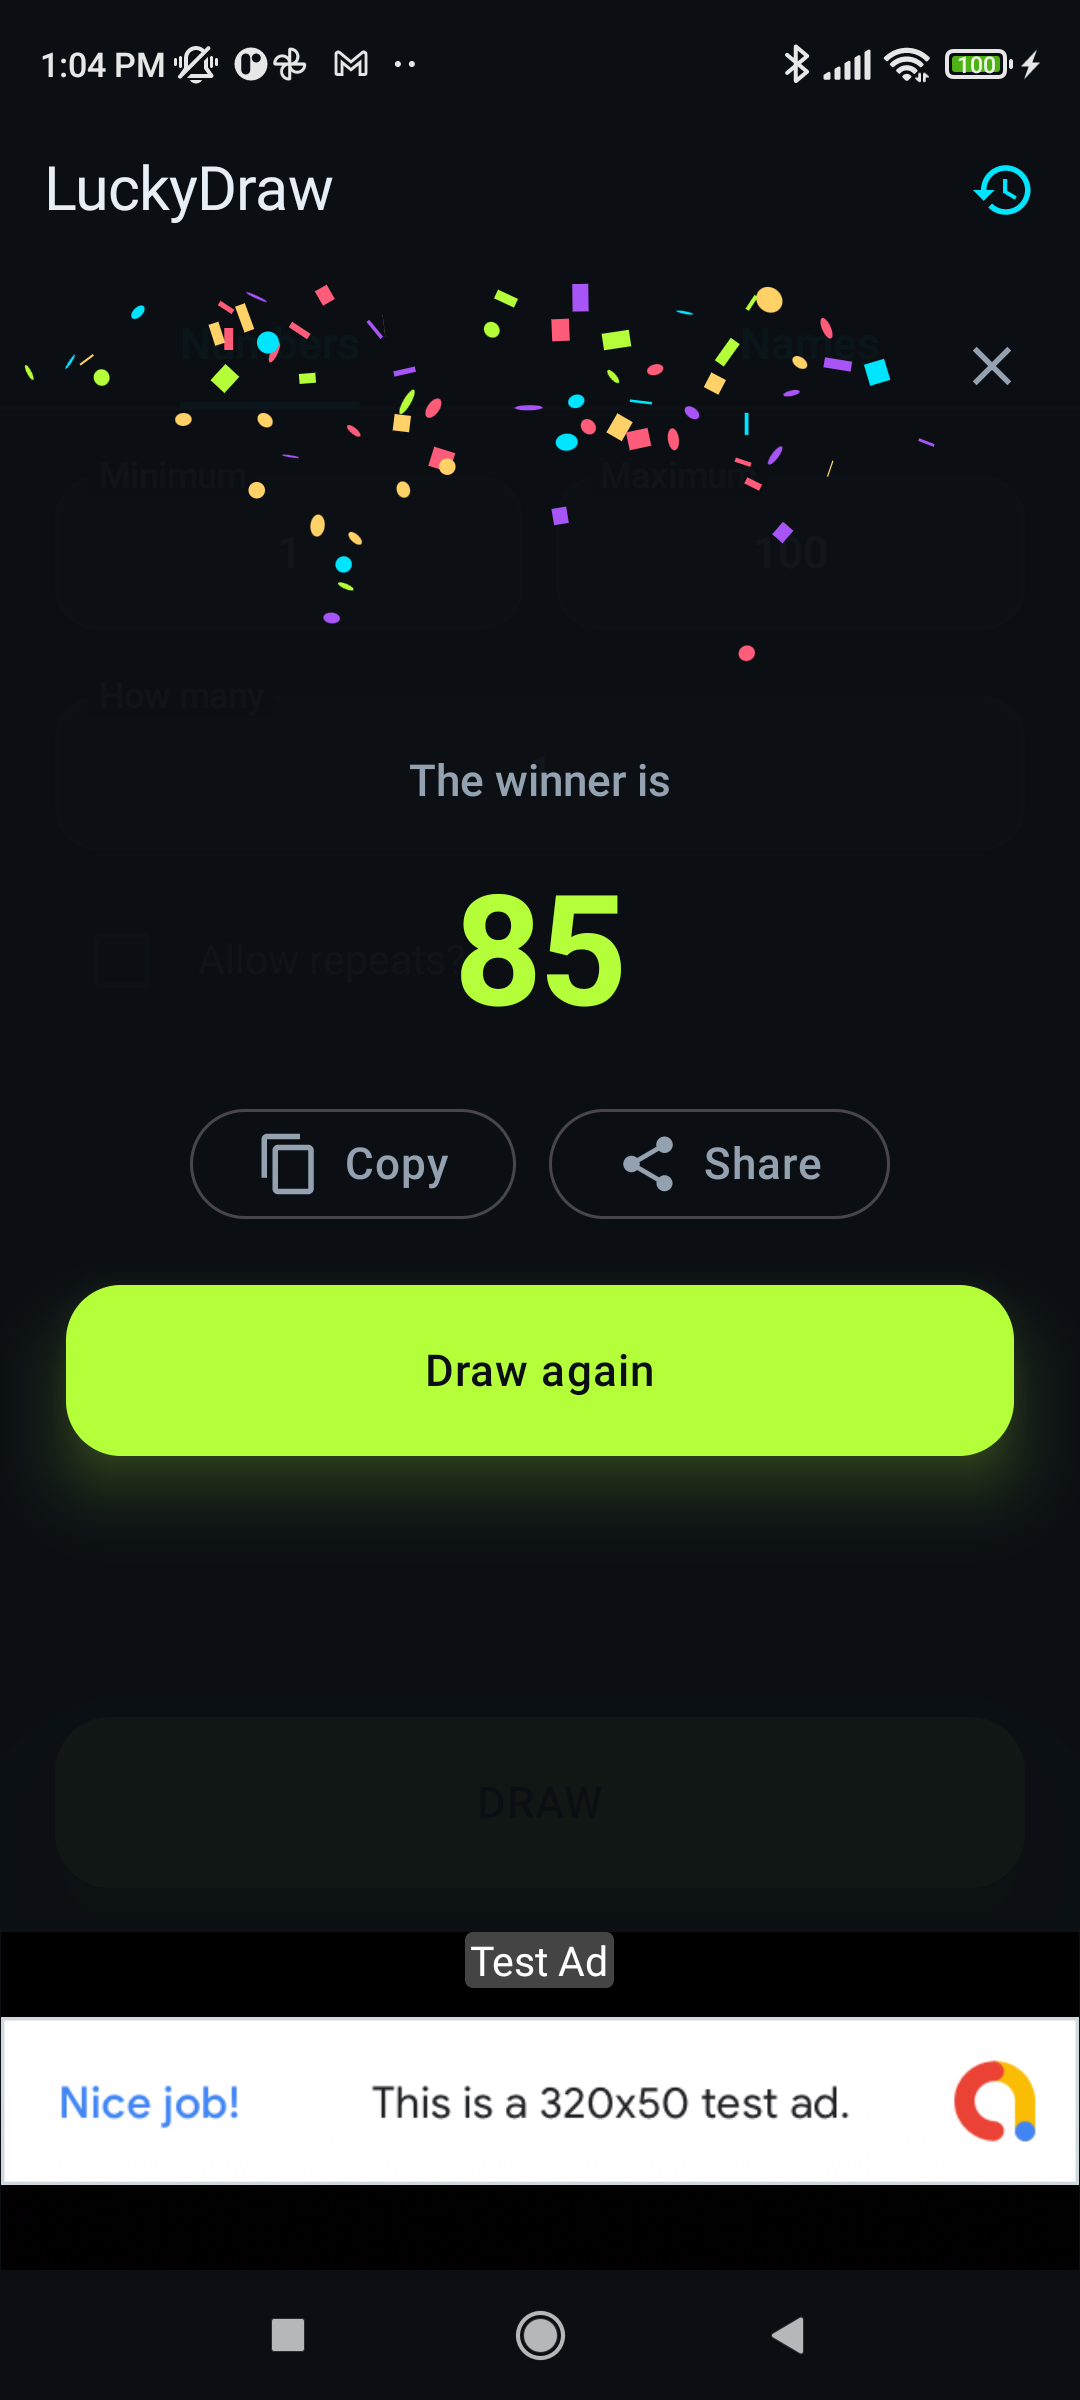 1:04 PM
100
LuckyDraw
Numbers
Names
Minimum
Maximum
1
100
How many
The winner is
85
Allow repeats?
Copy
Share
Draw again
DRAW
Test Ad
Nice job!
This is a 320x50 test ad.